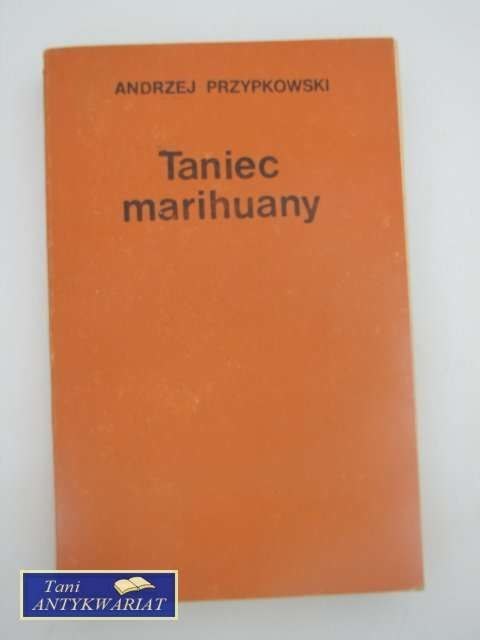 ANDRZEJ PRZYPKOWSKI
Taniec
marihuany
Tani
ANTYKWARIAT